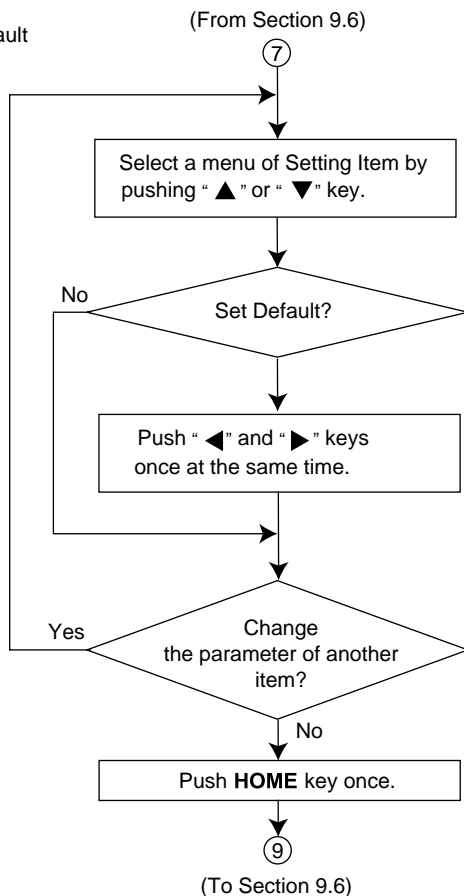 (From Section 9.6)
ault
7
Select a menu of Setting Item by
pushing “ ▲ ” or “ ▼ ” key.
No
Set Default?
Push “ ◀ ” and “ ▶ ” keys
once at the same time.
Yes
Change
the parameter of another
item?
No
Push HOME key once.
9
(To Section 9.6)